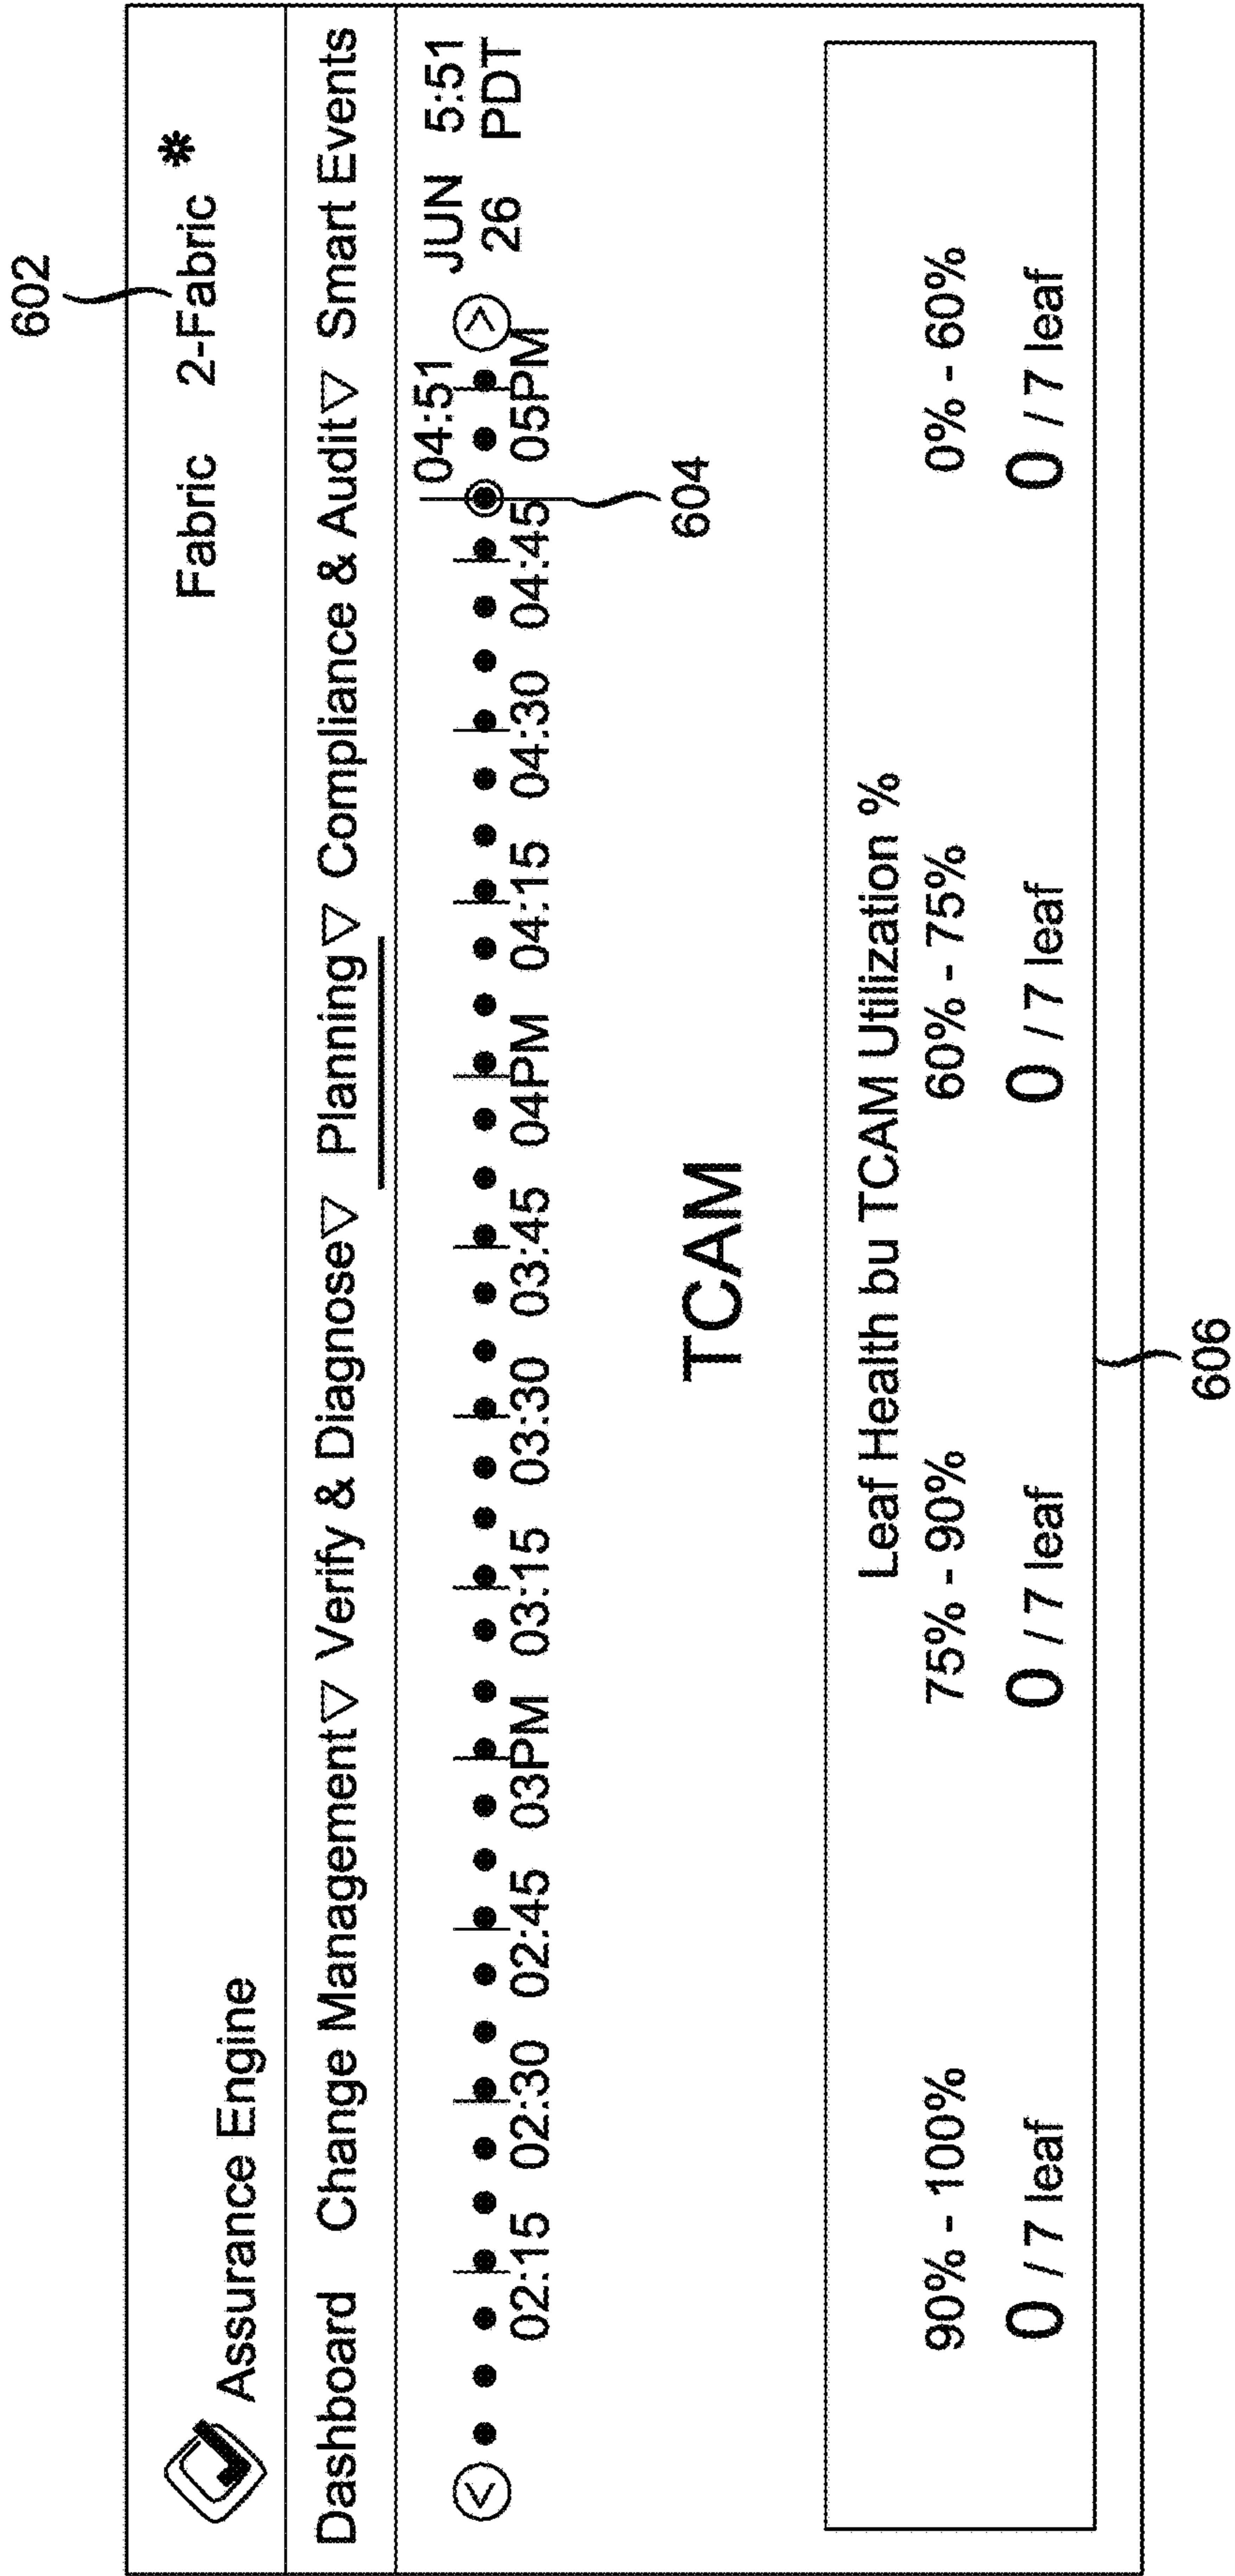 602
Assurance Engine Fabric 2-Fabric *
Dashboard Change Management▽ Verify & Diagnose▽ Planning▽ Compliance & Audit▽ Smart Events
04:51 JUN 5:51
26 PDT
02:15 02:30 02:45 03PM 03:15 03:30 03:45 04PM 04:15 04:30 04:45 05PM
604
TCAM
Leaf Health bu TCAM Utilization %
90% - 100% 75% - 90% 60% - 75% 0% - 60%
0 / 7 leaf 0 / 7 leaf 0 / 7 leaf 0 / 7 leaf
606